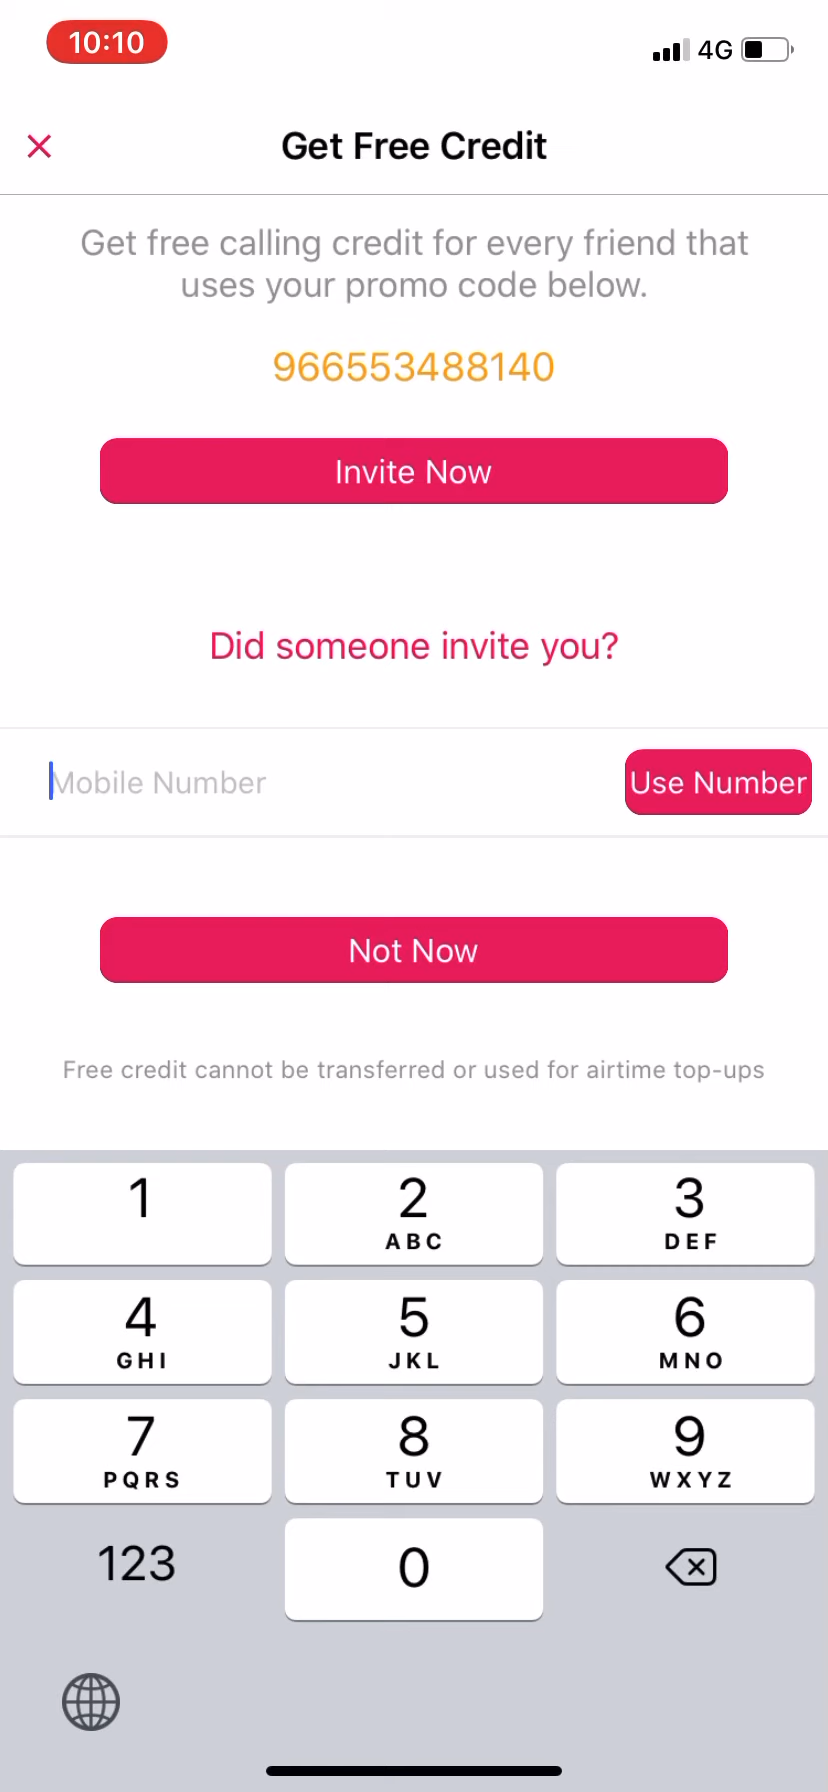 10:10
4G
Get Free Credit
Get free calling credit for every friend that
uses your promo code below.
966553488140
Invite Now
Did someone invite you?
Mobile Number
Use Number
Not Now
Free credit cannot be transferred or used for airtime top-ups
1
2
ABC
3
DEF
4
GHI
5
JKL
6
MNO
7
PQRS
8
TUV
9
WXYZ
123
0